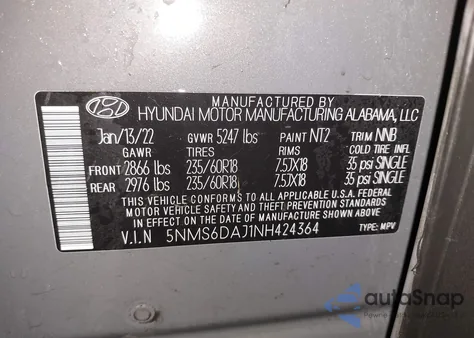 MANUFACTURED BY
HYUNDAI MOTOR MANUFACTURING ALABAMA, LLC
Jan/13/22 GVWR 5247 lbs PAINT NT2 TRIM NNB
GAWR TIRES RIMS COLD TIRE INFL
FRONT 2866 lbs 235/60R18 7.5JX18 35 psi SINGLE
REAR 2976 lbs 235/60R18 7.5JX18 35 psi SINGLE
THIS VEHICLE CONFORMS TO ALL APPLICABLE U.S.A. FEDERAL
MOTOR VEHICLE SAFETY AND THEFT PREVENTION STANDARDS
IN EFFECT ON THE DATE OF MANUFACTURE SHOWN ABOVE.
V.I.N 5NMS6DAJ1NH424364 TYPE: MPV
autoSnap